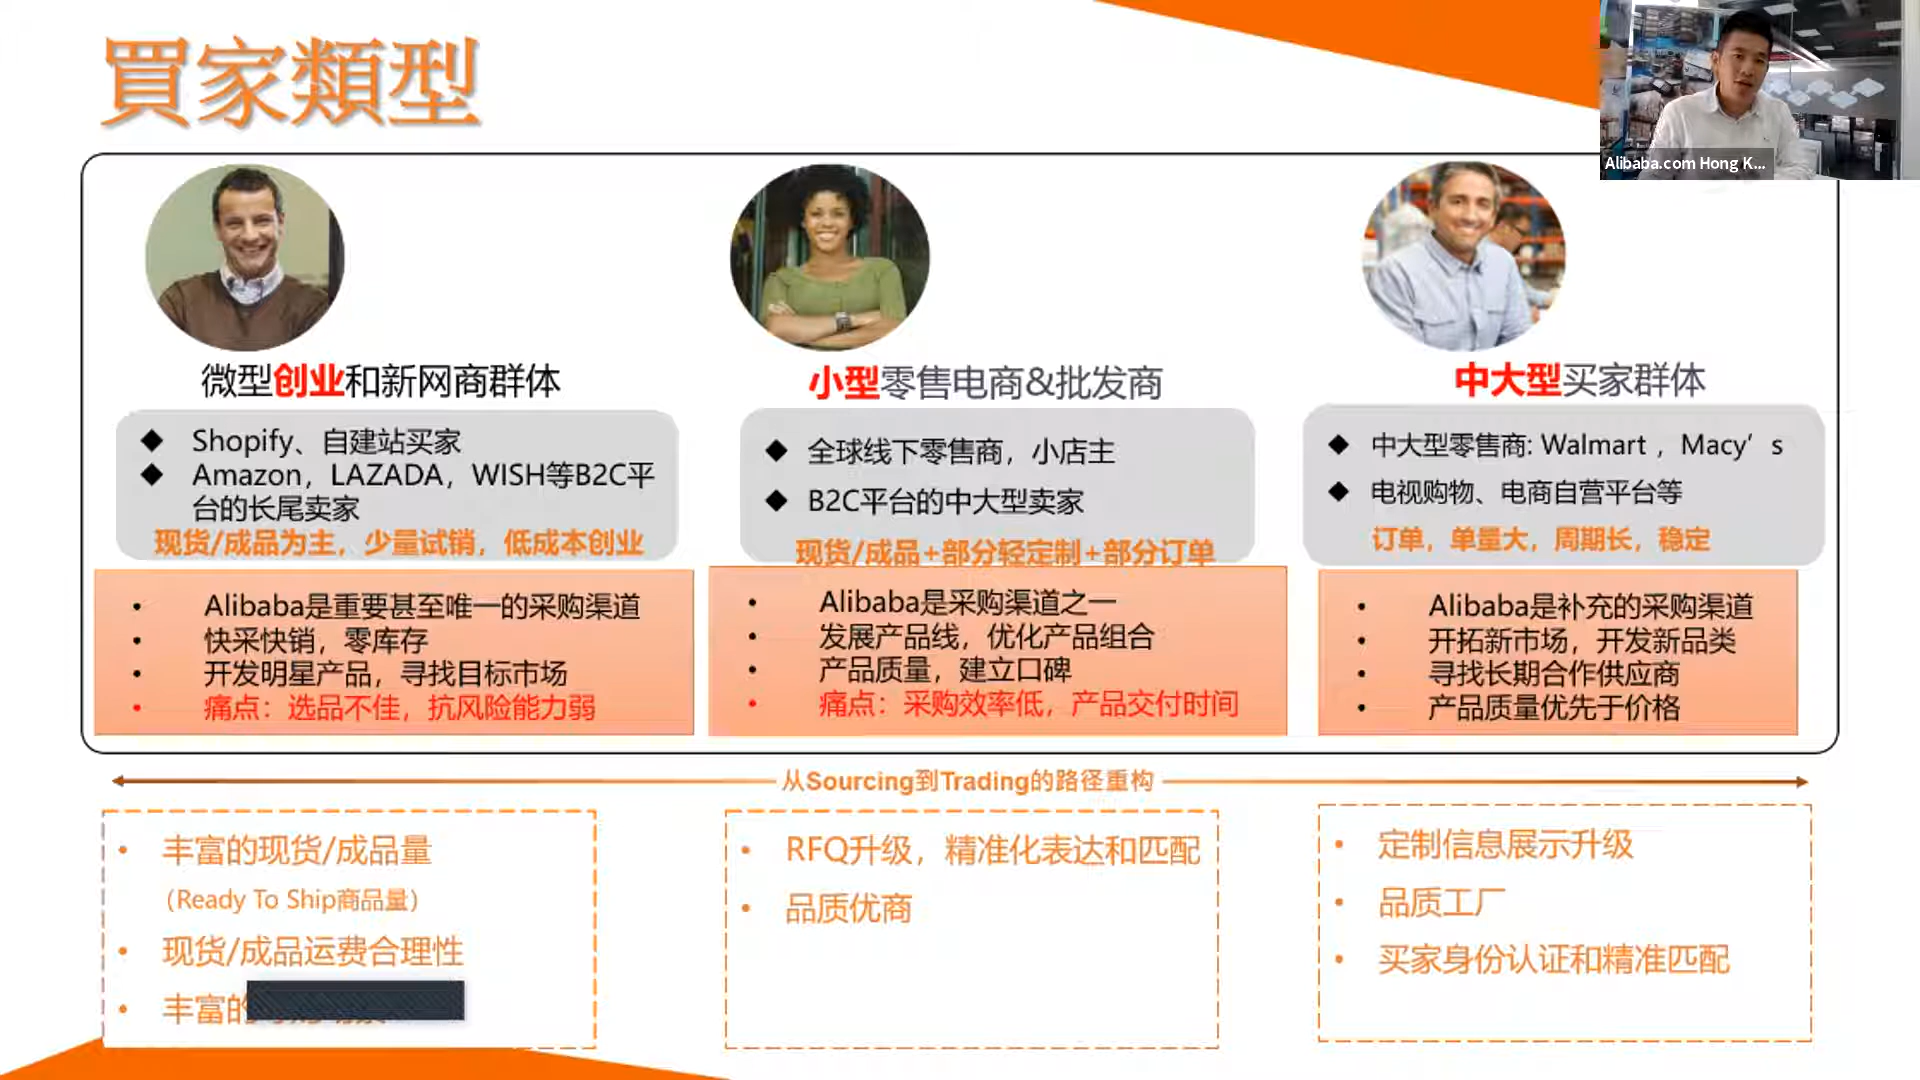 買家類型
Alibaba.com Hong K...
微型创业和新网商群体
Shopify、自建站买家
Amazon，LAZADA，WISH等B2C平
台的长尾卖家
现货/成品为主，少量试销，低成本创业
Alibaba是重要甚至唯一的采购渠道
快采快销，零库存
开发明星产品，寻找目标市场
痛点：选品不佳，抗风险能力弱
小型零售电商&批发商
全球线下零售商，小店主
B2C平台的中大型卖家
现货/成品+部分轻定制+部分订单
Alibaba是采购渠道之一
发展产品线，优化产品组合
产品质量，建立口碑
痛点：采购效率低，产品交付时间
中大型买家群体
中大型零售商: Walmart ，Macy's
电视购物、电商自营平台等
订单，单量大，周期长，稳定
Alibaba是补充的采购渠道
开拓新市场，开发新品类
寻找长期合作供应商
产品质量优先于价格
从Sourcing到Trading的路径重构
丰富的现货/成品量
（Ready To Ship商品量）
现货/成品运费合理性
丰富的
RFQ升级，精准化表达和匹配
品质优商
定制信息展示升级
品质工厂
买家身份认证和精准匹配